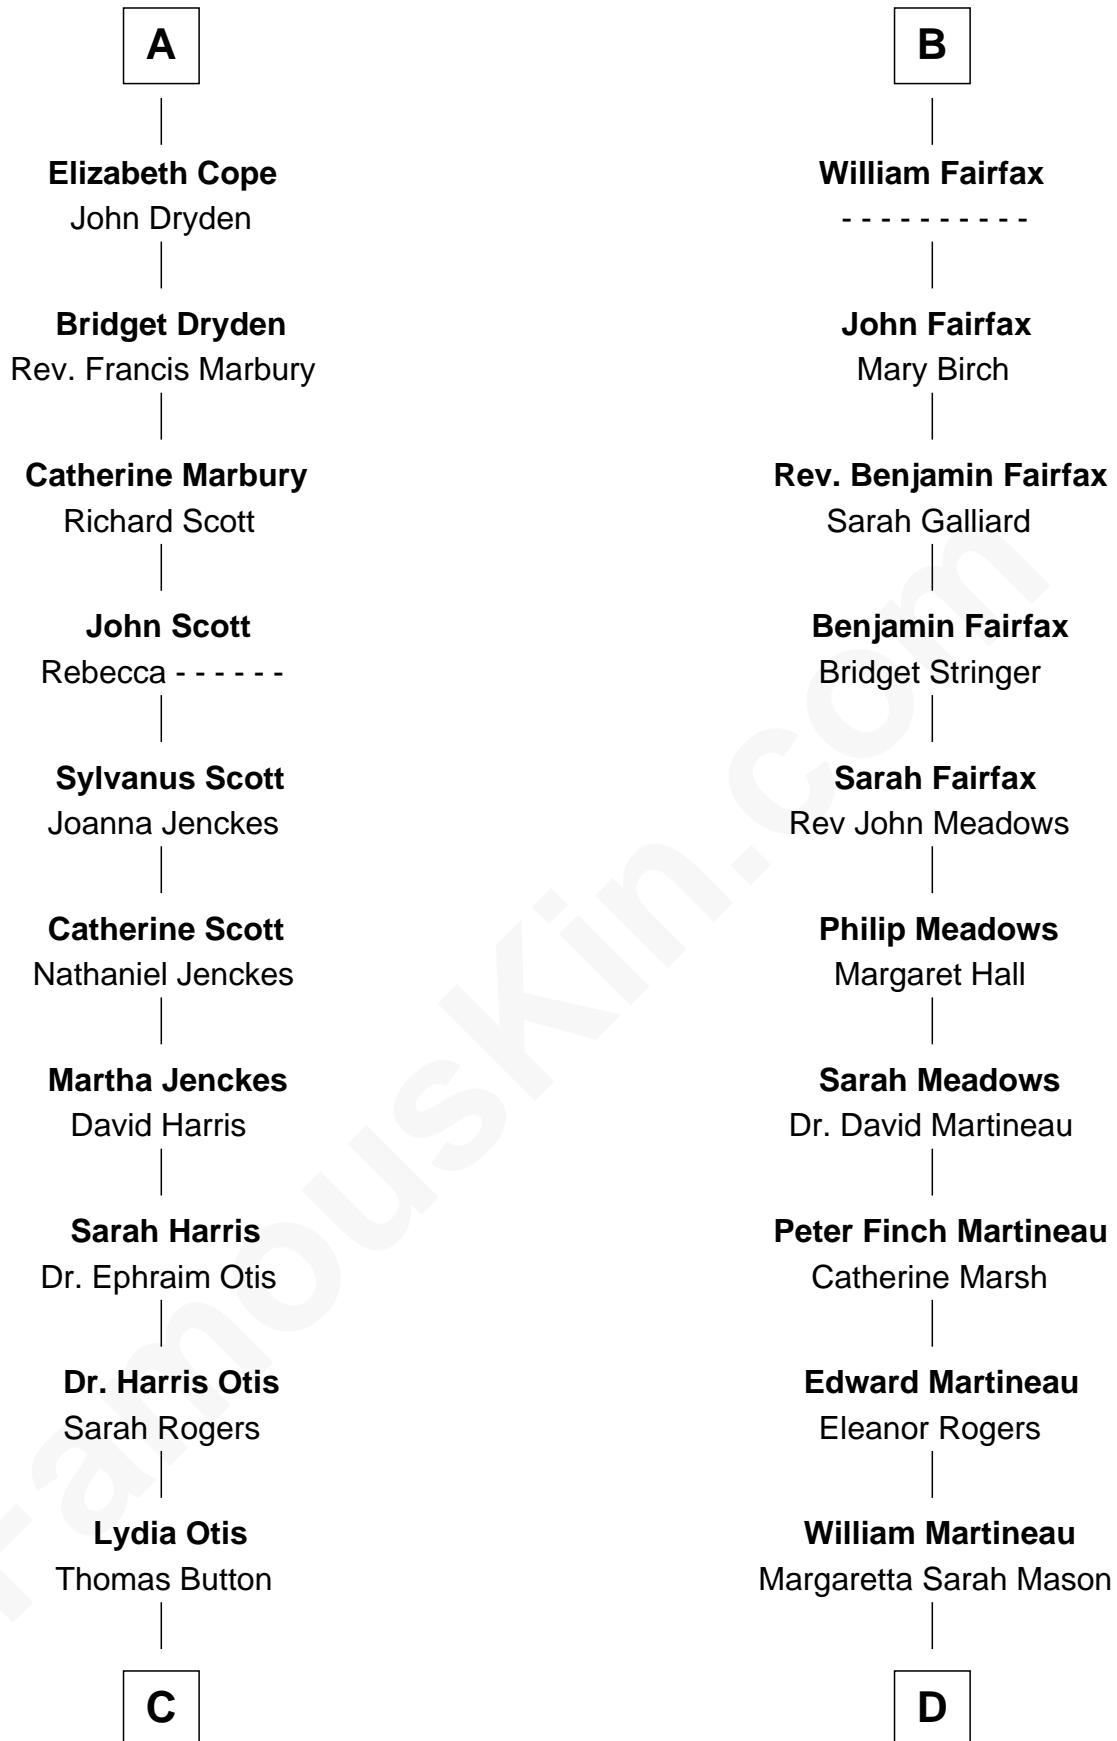 A
Elizabeth Cope
John Dryden
Bridget Dryden
Rev. Francis Marbury
Catherine Marbury
Richard Scott
John Scott
Rebecca - - - - - -
Sylvanus Scott
Joanna Jenckes
Catherine Scott
Nathaniel Jenckes
Martha Jenckes
David Harris
Sarah Harris
Dr. Ephraim Otis
Dr. Harris Otis
Sarah Rogers
Lydia Otis
Thomas Button
C
B
William Fairfax
- - - - - - - - - -
John Fairfax
Mary Birch
Rev. Benjamin Fairfax
Sarah Galliard
Benjamin Fairfax
Bridget Stringer
Sarah Fairfax
Rev John Meadows
Philip Meadows
Margaret Hall
Sarah Meadows
Dr. David Martineau
Peter Finch Martineau
Catherine Marsh
Edward Martineau
Eleanor Rogers
William Martineau
Margaretta Sarah Mason
D
FamousKin.com